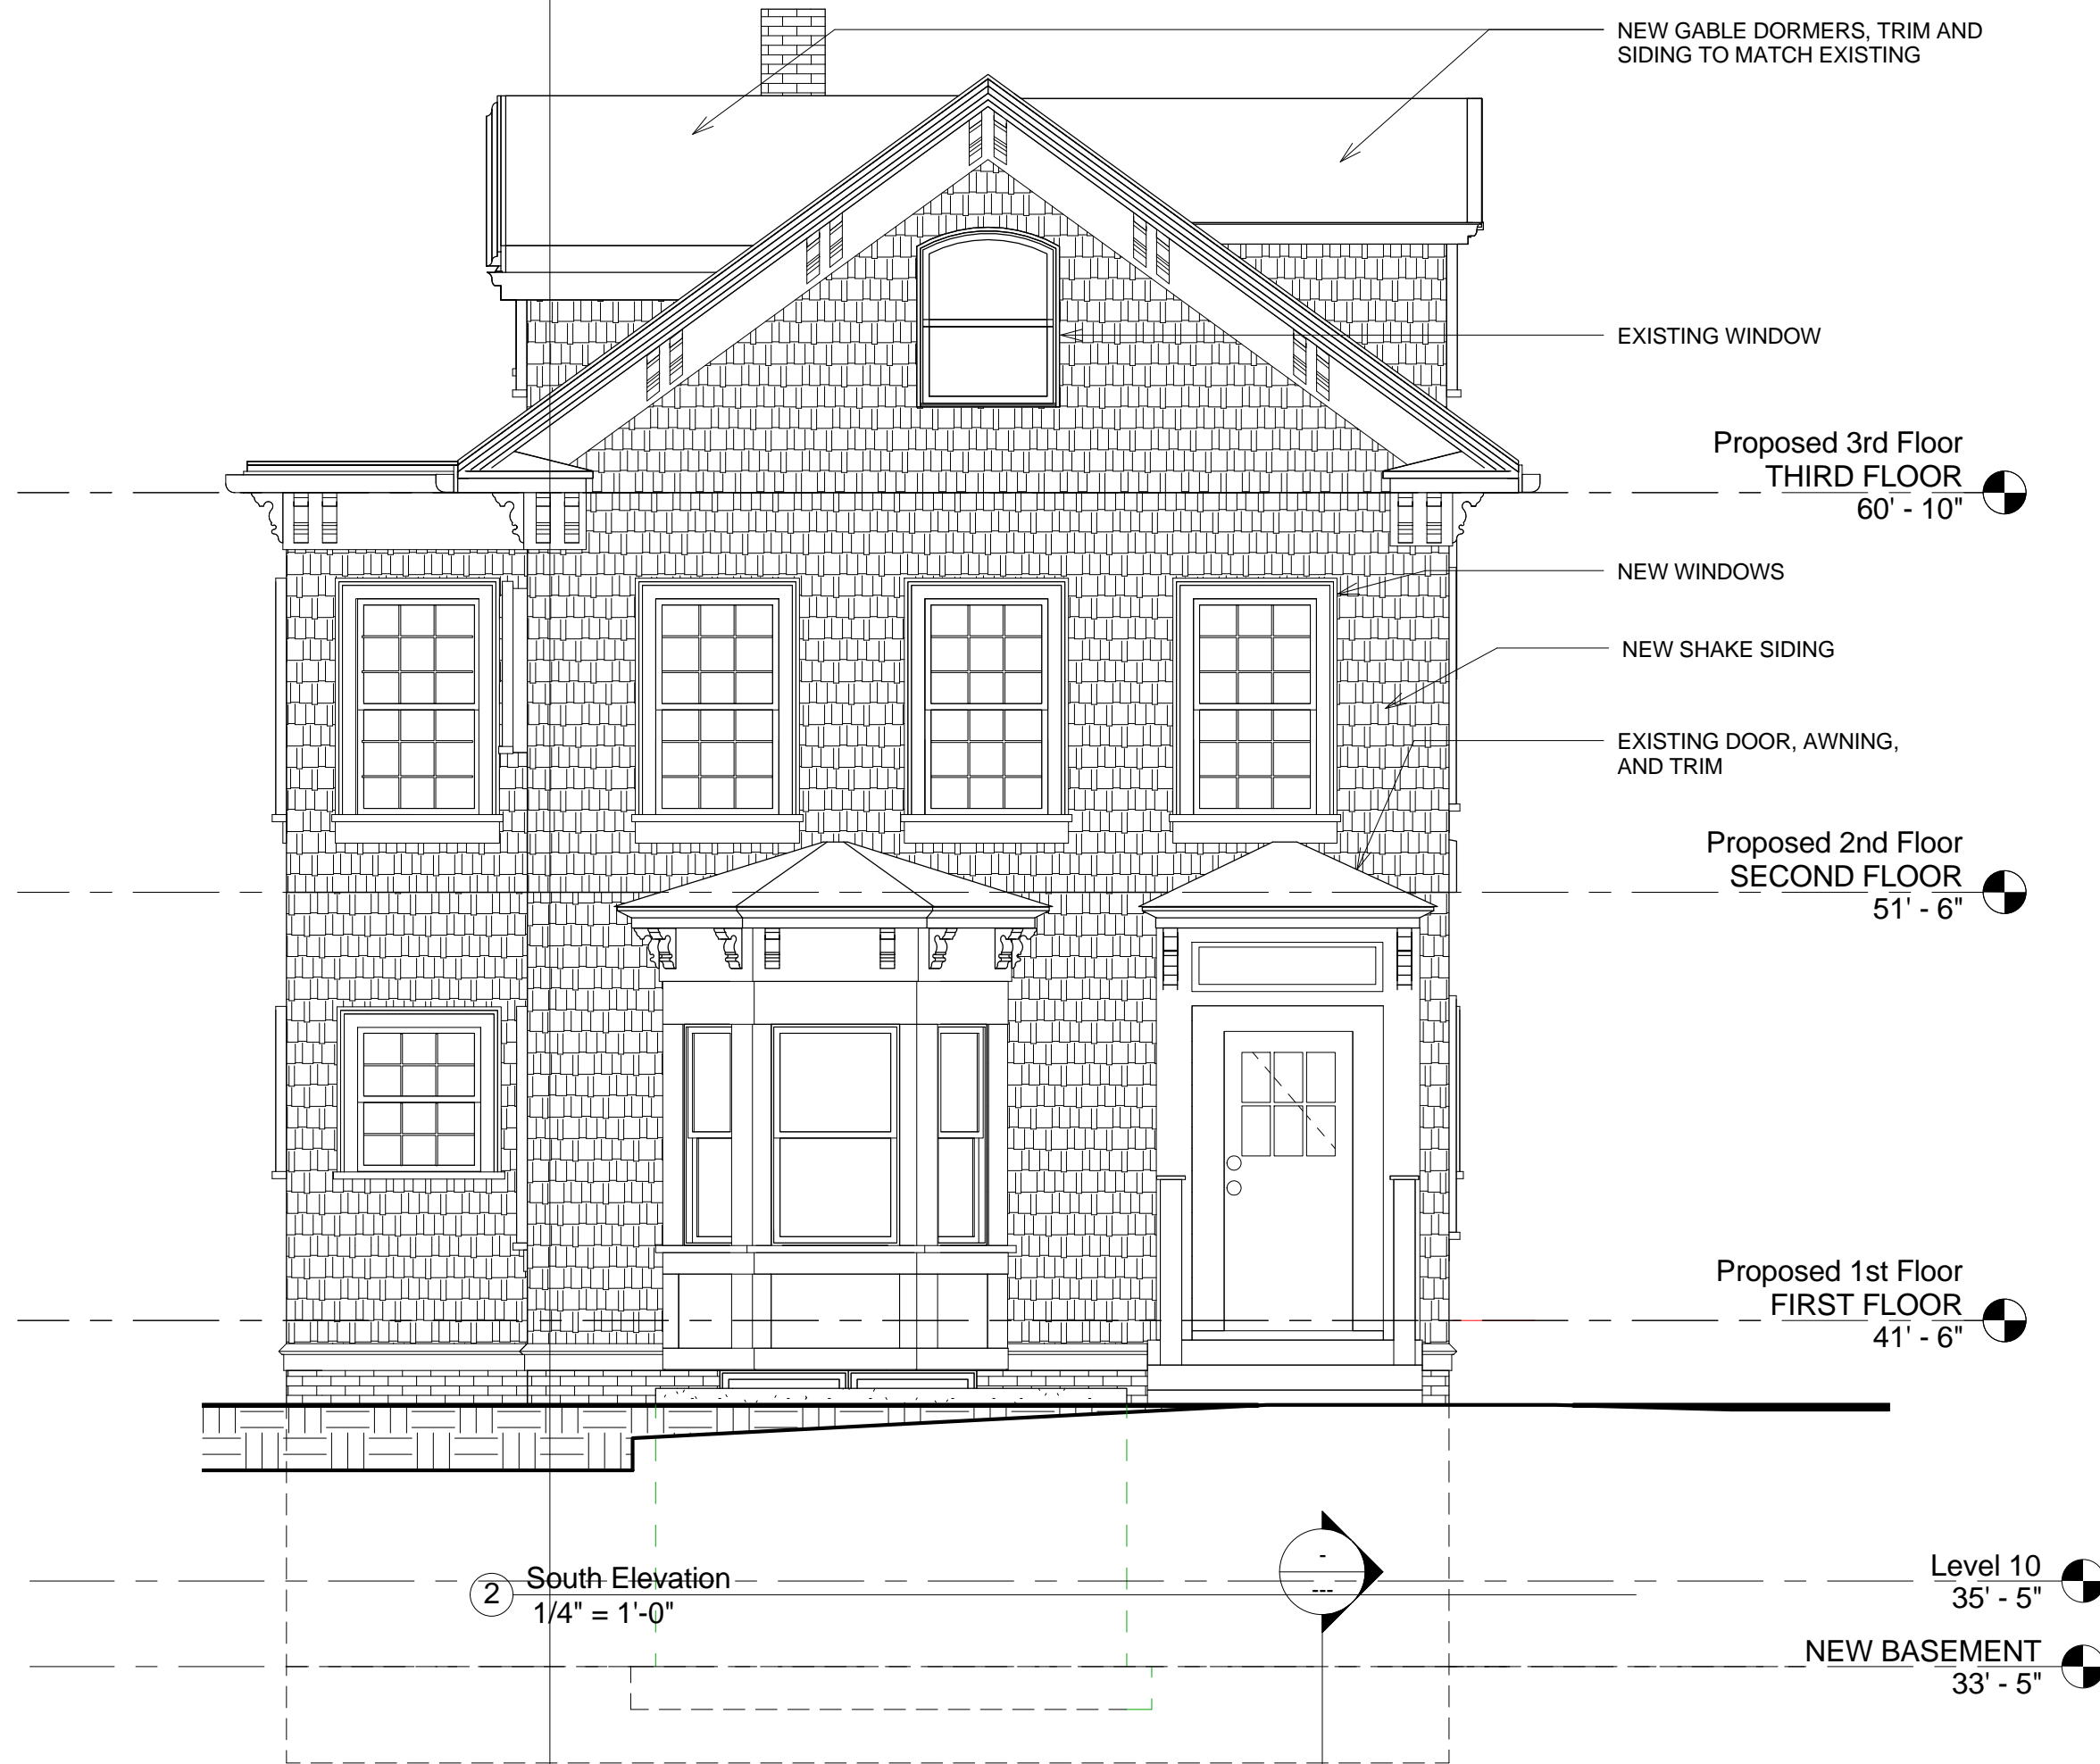 NEW GABLE DORMERS, TRIM AND
SIDING TO MATCH EXISTING
EXISTING WINDOW
Proposed 3rd Floor
THIRD FLOOR
60' - 10"
NEW WINDOWS
NEW SHAKE SIDING
EXISTING DOOR, AWNING,
AND TRIM
Proposed 2nd Floor
SECOND FLOOR
51' - 6"
Proposed 1st Floor
FIRST FLOOR
41' - 6"
2
South Elevation
1/4" = 1'-0"
-
---
Level 10
35' - 5"
NEW BASEMENT
33' - 5"